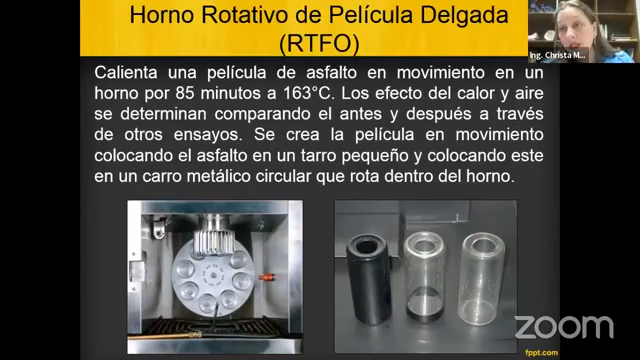 Horno Rotativo de Película Delgada
(RTFO)
Ing. Christa M...
Calienta una película de asfalto en movimiento en un
horno por 85 minutos a 163°C. Los efecto del calor y aire
se determinan comparando el antes y después a través
de otros ensayos. Se crea la película en movimiento
colocando el asfalto en un tarro pequeño y colocando este
en un carro metálico circular que rota dentro del horno.
zoom
fppt.com